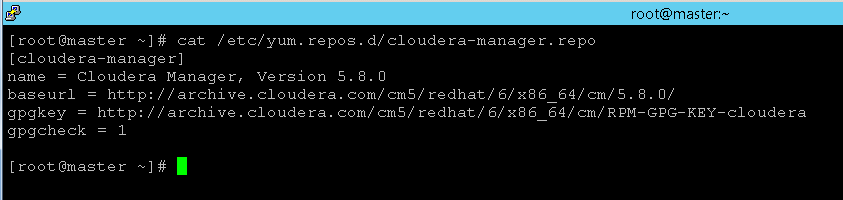 root@master:~
[root@master ~]# cat /etc/yum.repos.d/cloudera-manager.repo
[cloudera-manager]
name = Cloudera Manager, Version 5.8.0
baseurl = http://archive.cloudera.com/cm5/redhat/6/x86_64/cm/5.8.0/
gpgkey = http://archive.cloudera.com/cm5/redhat/6/x86_64/cm/RPM-GPG-KEY-cloudera
gpgcheck = 1
[root@master ~]#